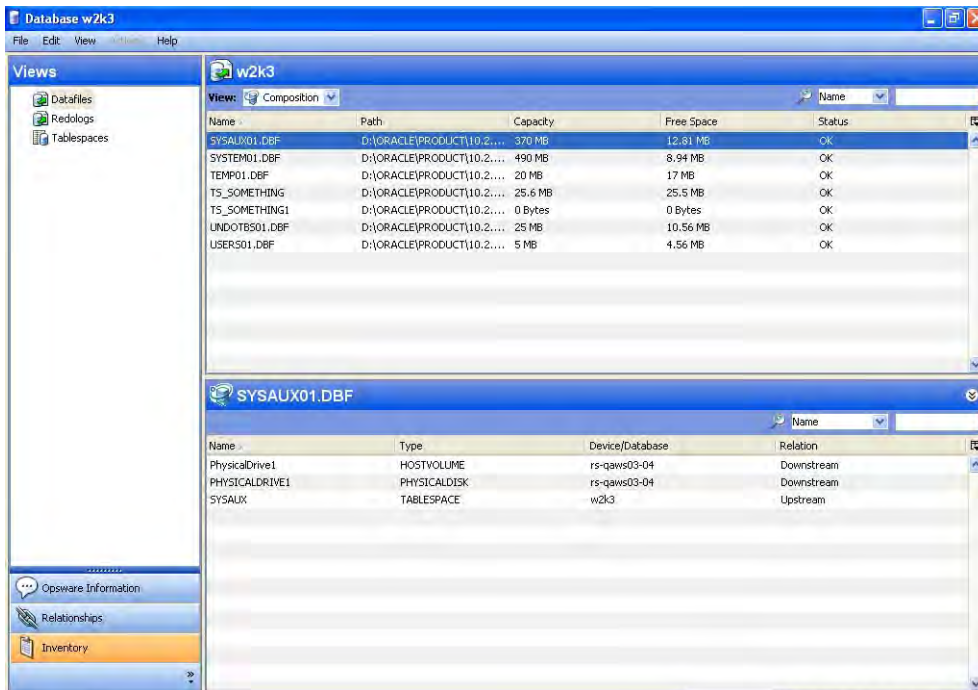 Database w2k3
File Edit View Help
Views
Datafiles
Redologs
Tablespaces
w2k3
View: Composition
Name
Name Path Capacity Free Space Status
SYSAUX01.DBF D:\ORACLE\PRODUCT\10.2.... 370 MB 12.81 MB OK
SYSTEM01.DBF D:\ORACLE\PRODUCT\10.2.... 490 MB 8.94 MB OK
TEMP01.DBF D:\ORACLE\PRODUCT\10.2.... 20 MB 17 MB OK
TS_SOMETHING D:\ORACLE\PRODUCT\10.2.... 25.6 MB 25.5 MB OK
TS_SOMETHING1 D:\ORACLE\PRODUCT\10.2.... 0 Bytes 0 Bytes OK
UNDOTBS01.DBF D:\ORACLE\PRODUCT\10.2.... 25 MB 10.56 MB OK
USERS01.DBF D:\ORACLE\PRODUCT\10.2.... 5 MB 4.56 MB OK
SYSAUX01.DBF
Name
Name Type Device/Database Relation
PhysicalDrive1 HOSTVOLUME rs-qaws03-04 Downstream
PHYSICALDRIVE1 PHYSICALDISK rs-qaws03-04 Downstream
SYSAUX TABLESPACE w2k3 Upstream
Opsware Information
Relationships
Inventory